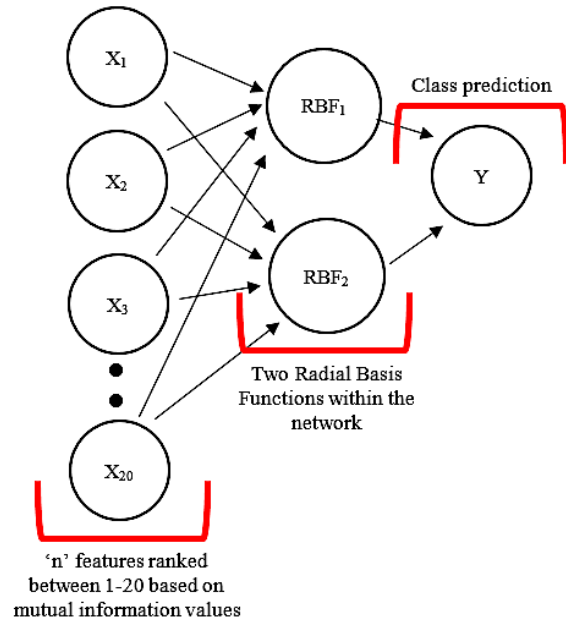 X₁
RBF₁
Class prediction
X₂
Y
X₃
RBF₂
Two Radial Basis
Functions within the
network
X₂₀
‘n’ features ranked
between 1-20 based on
mutual information values